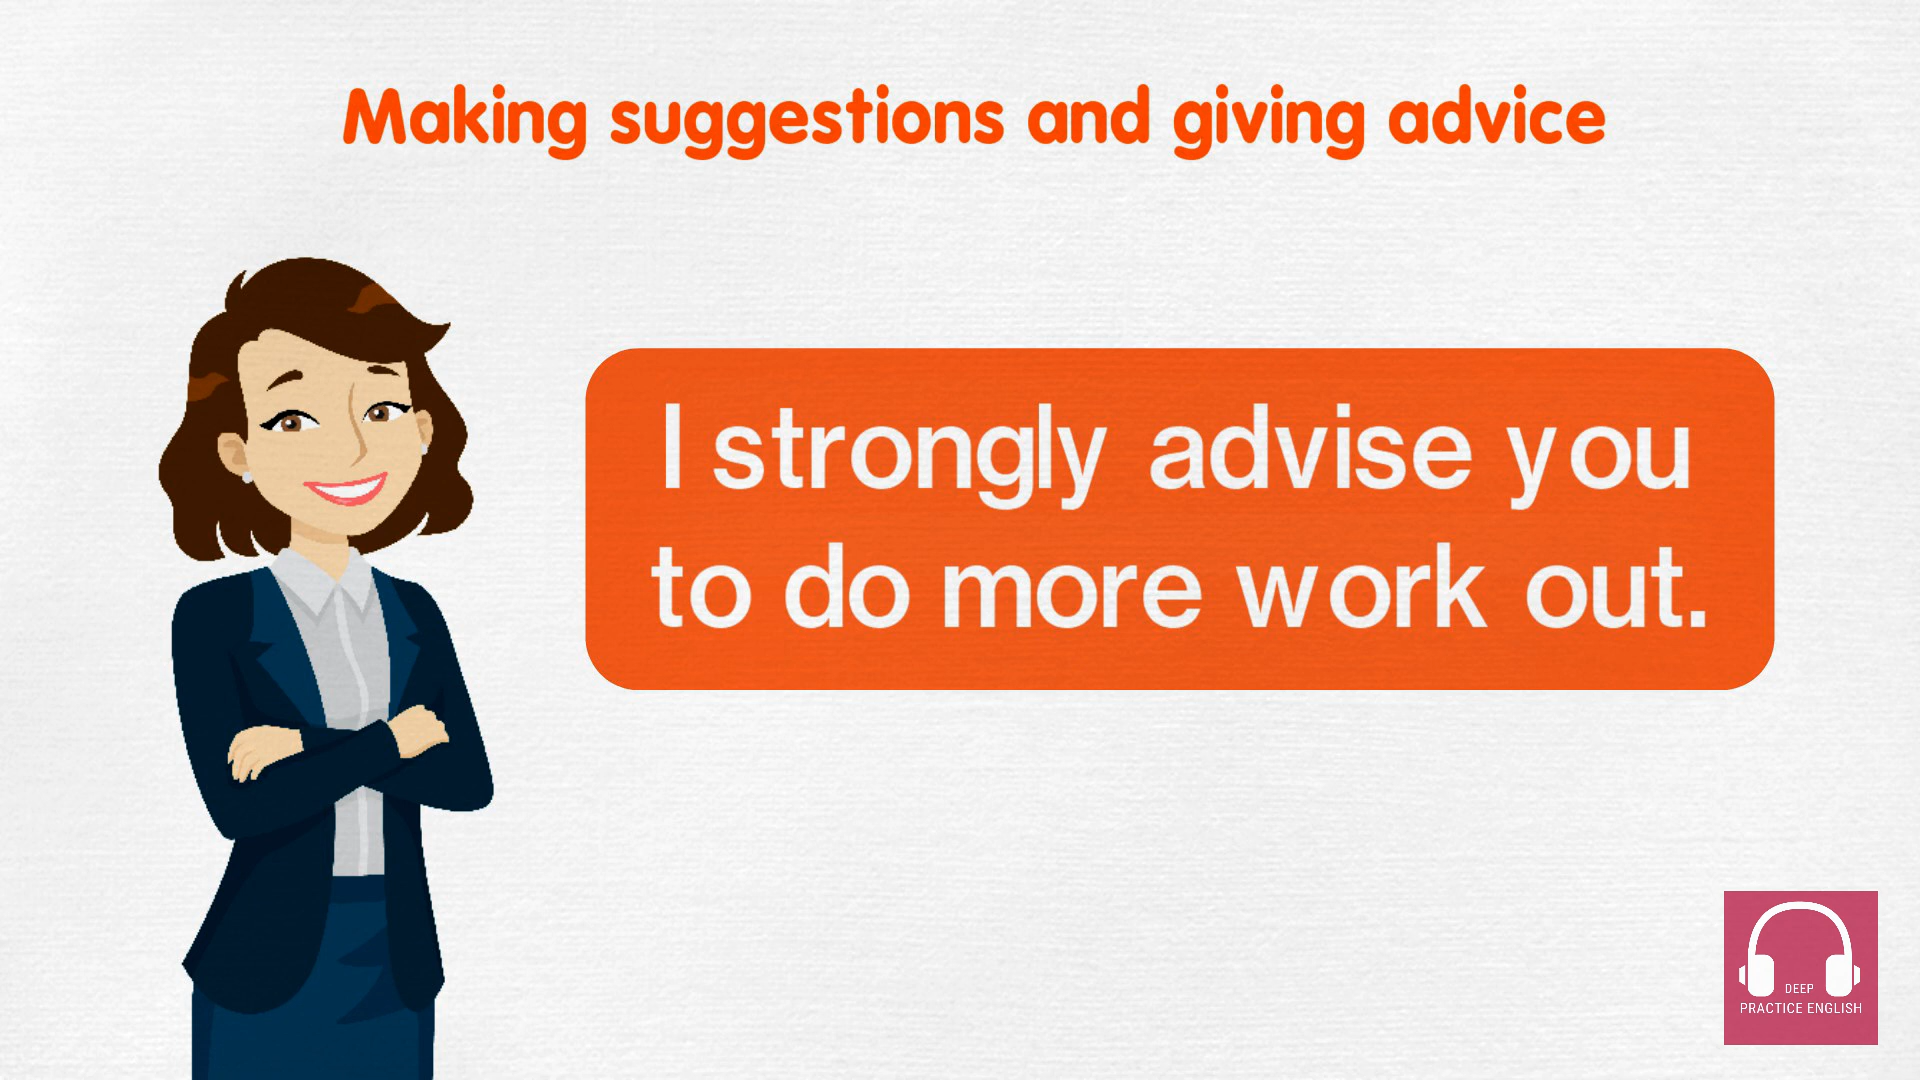 Making suggestions and giving advice
I strongly advise you
to do more work out.
DEEP
PRACTICE ENGLISH